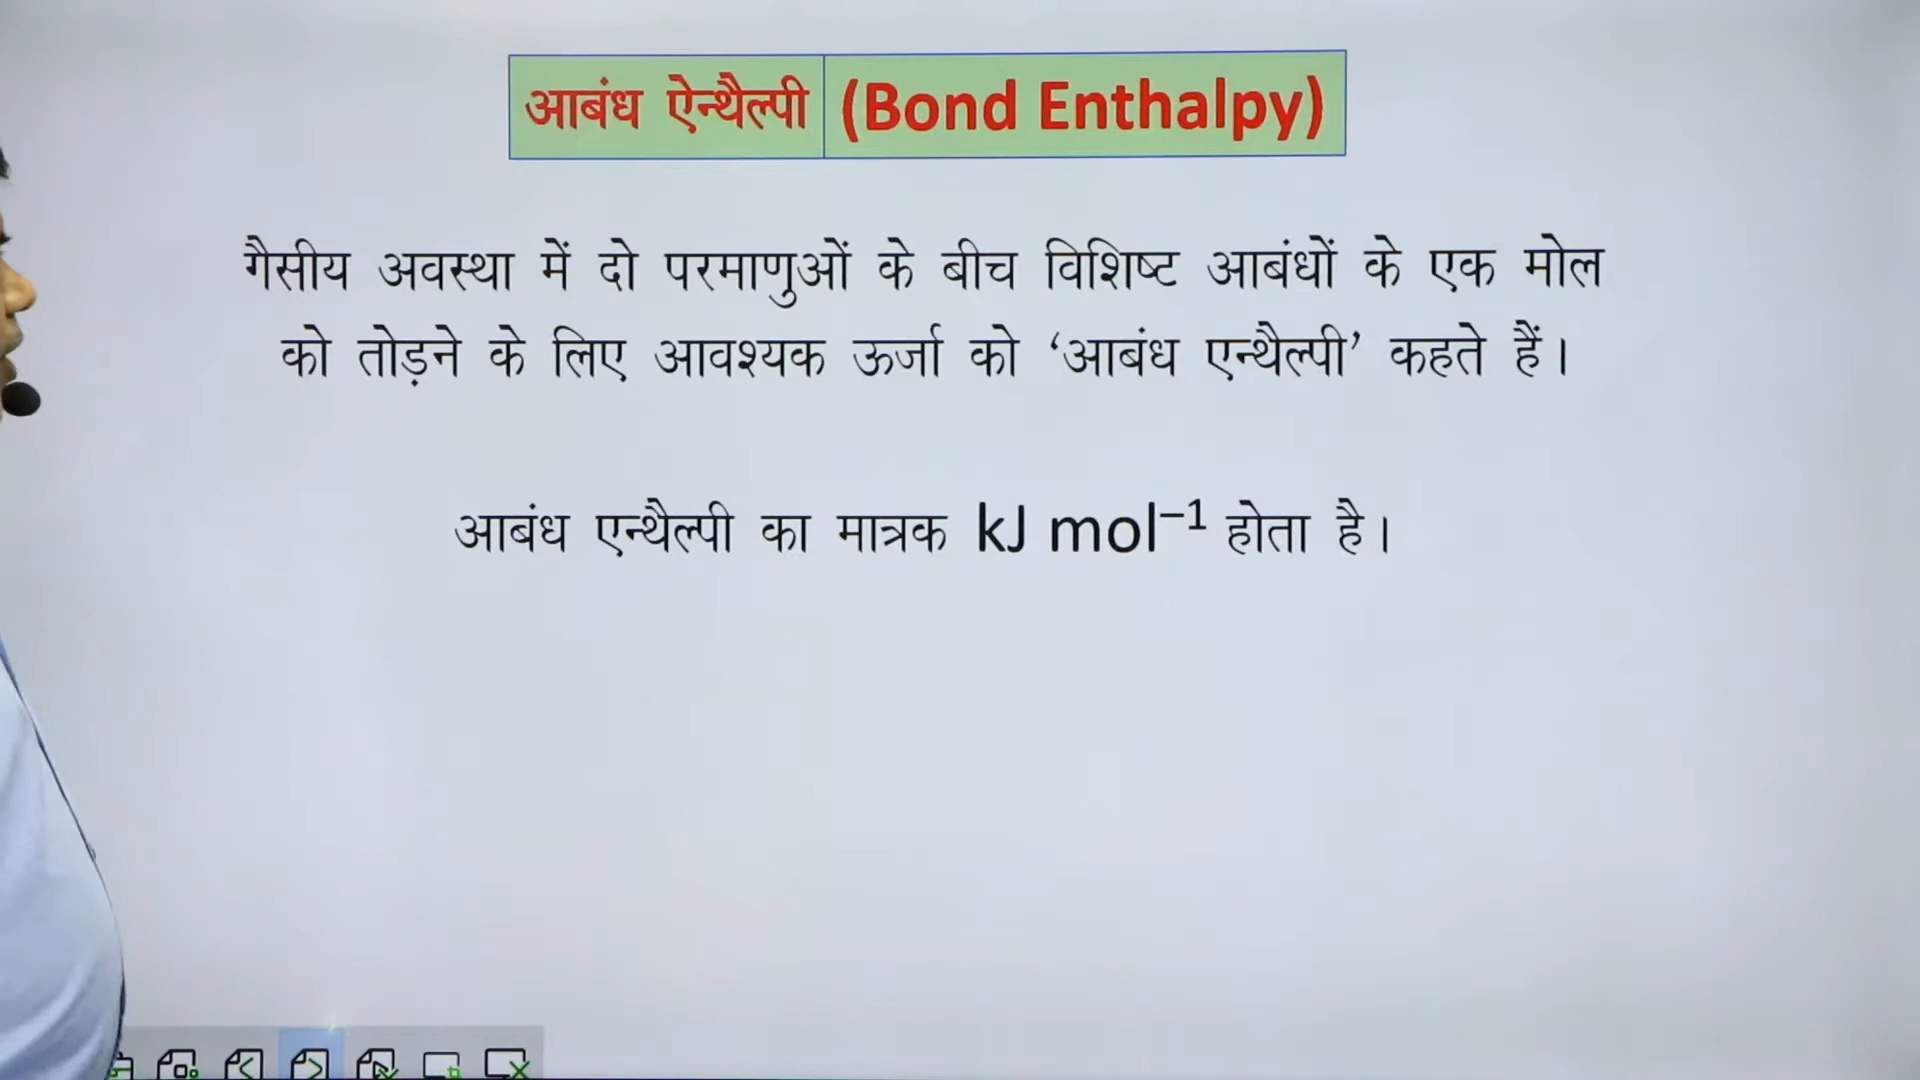 आबंध ऐन्थैल्पी (Bond Enthalpy)
गैसीय अवस्था में दो परमाणुओं के बीच विशिष्ट आबंधों के एक मोल
को तोड़ने के लिए आवश्यक ऊर्जा को ‘आबंध एन्थैल्पी’ कहते हैं।
आबंध एन्थैल्पी का मात्रक kJ mol⁻¹ होता है।